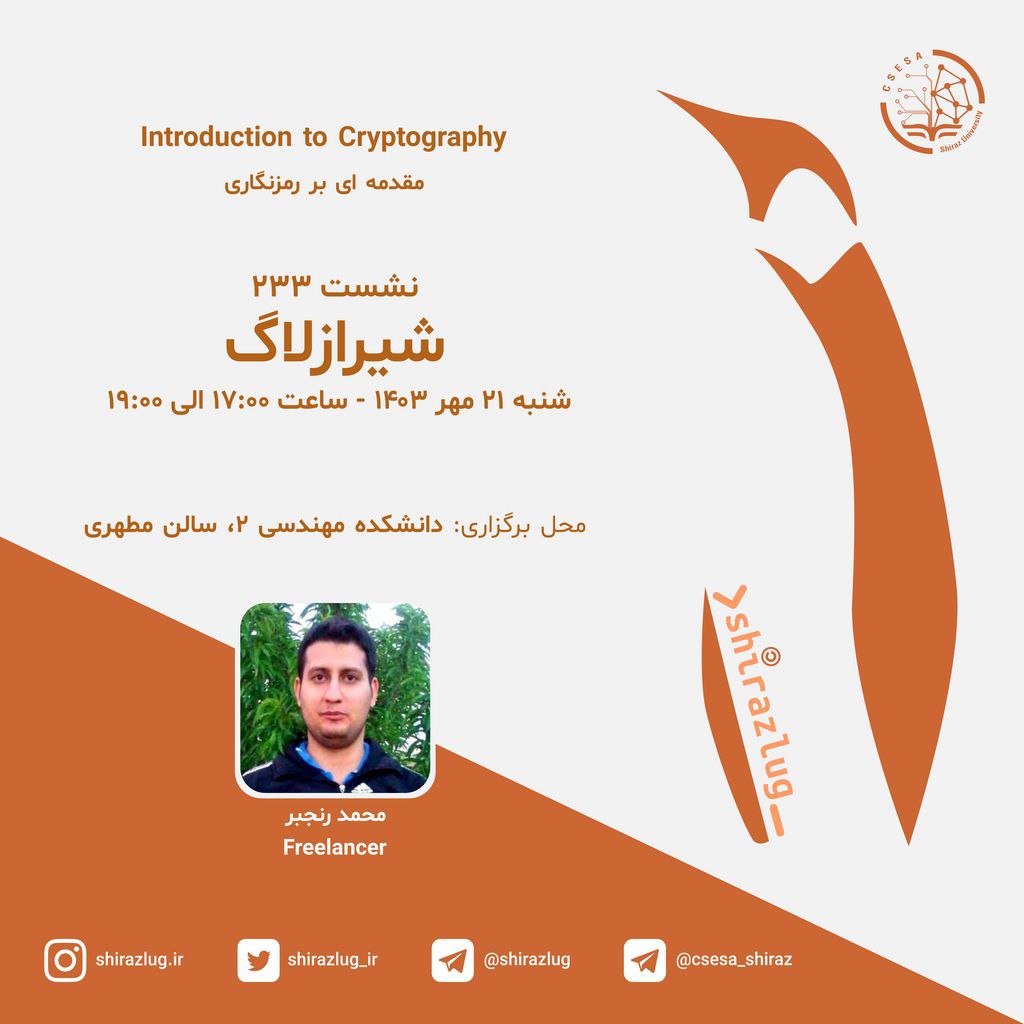 CSESA
Shiraz University
Introduction to Cryptography
مقدمه ای بر رمزنگاری
نشست ۲۳۳
شیرازلاگ
شنبه ۲۱ مهر ۱۴۰۳ - ساعت ۱۷:۰۰ الی ۱۹:۰۰
محل برگزاری: دانشکده مهندسی ۲، سالن مطهری
>shirazlug_
©
محمد رنجبر
Freelancer
shirazlug.ir
shirazlug_ir
@shirazlug
@csesa_shiraz